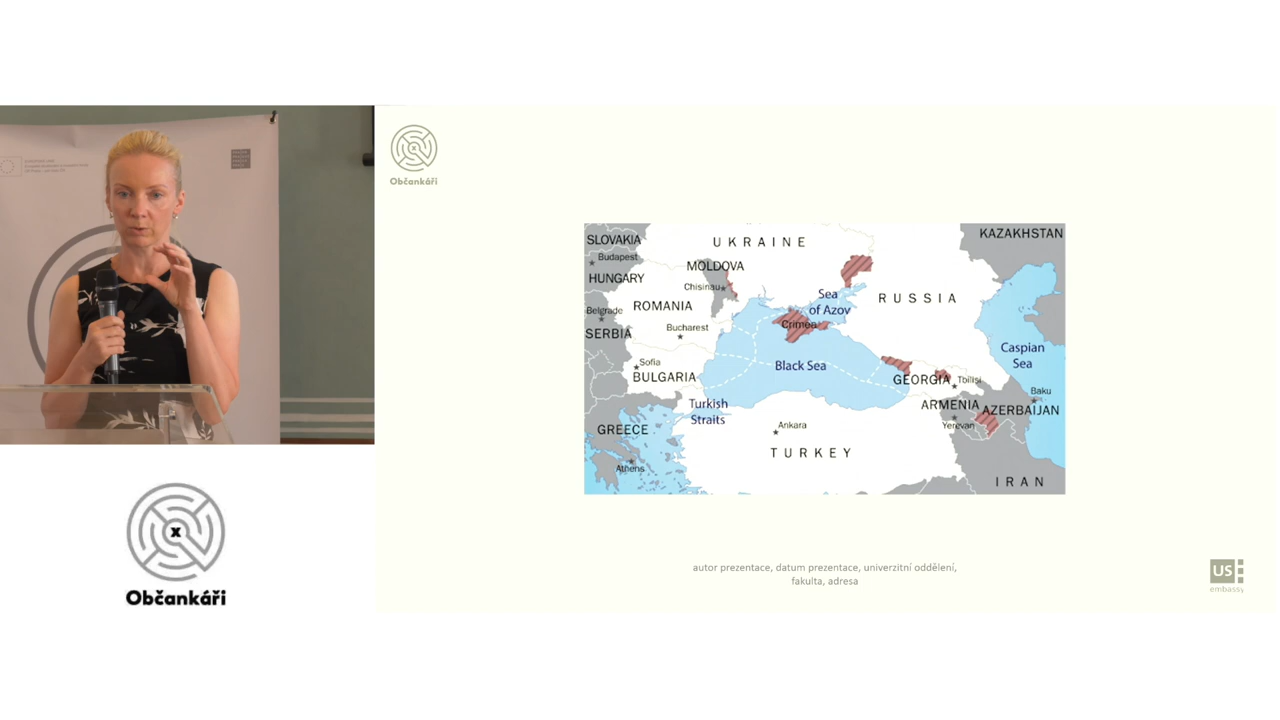 Občankáři
SLOVAKIA
Budapest
HUNGARY
Belgrade
SERBIA
UKRAINE
MOLDOVA
Chisinau
ROMANIA
Bucharest
Sofia
BULGARIA
Turkish
Straits
GREECE
Athens
Sea
of Azov
Crimea
Black Sea
Ankara
TURKEY
RUSSIA
KAZAKHSTAN
Caspian
Sea
GEORGIA
Tbilisi
ARMENIA
Yerevan
Baku
AZERBAIJAN
IRAN
autor prezentace, datum prezentace, univerzitní oddělení,
fakulta, adresa
US
embassy
x
Občankáři